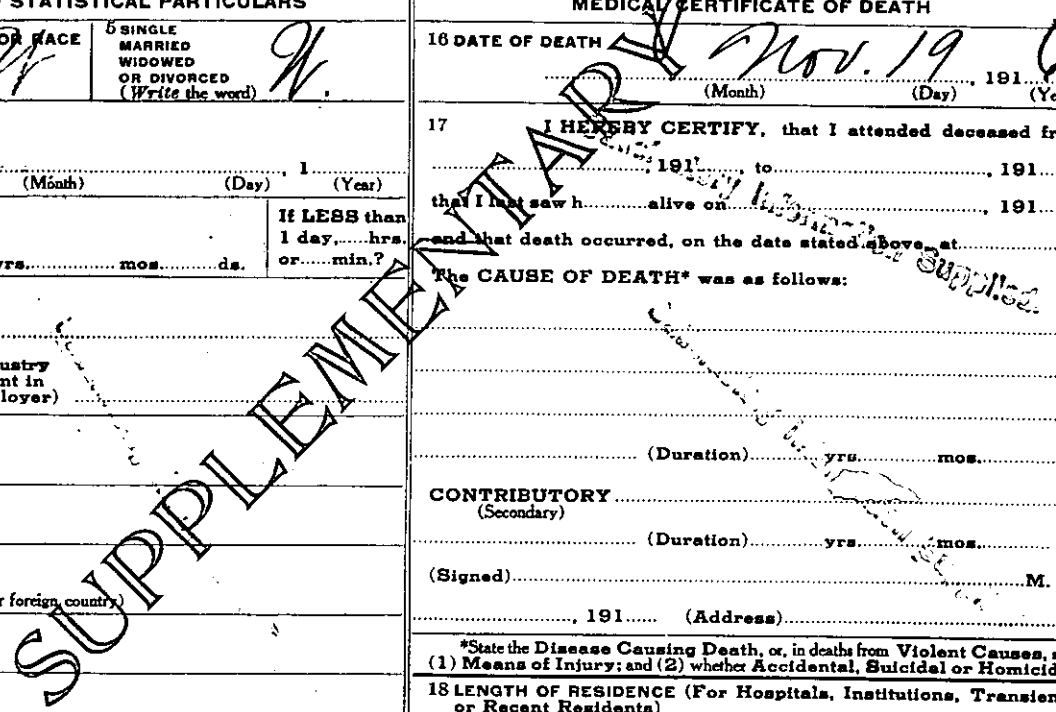 STATISTICAL PARTICULARS
OR RACE
5 SINGLE
MARRIED
WIDOWED
OR DIVORCED
(Write the word)
W.
, 1
(Month) (Day) (Year)
If LESS than
1 day,......hrs.
or......min.?
yrs. mos. ds.
ustry
nt in
loyer)
r foreign country)
SUPPLEMENTARY
MEDICAL CERTIFICATE OF DEATH
16 DATE OF DEATH
Nov. 19, 191
(Month) (Day) (Ye
17 I HEREBY CERTIFY, that I attended deceased fr
, 191 , to , 191
that I last saw h alive on , 191
and that death occurred, on the date stated above, at
Information Supplied.
The CAUSE OF DEATH* was as follows:
(Duration) yrs. mos.
CONTRIBUTORY
(Secondary)
(Duration) yrs. mos.
(Signed) M.
, 191 (Address)
*State the Disease Causing Death, or, in deaths from Violent Causes, s
(1) Means of Injury; and (2) whether Accidental, Suicidal or Homicid
18 LENGTH OF RESIDENCE (For Hospitals, Institutions, Transien
or Recent Residents)